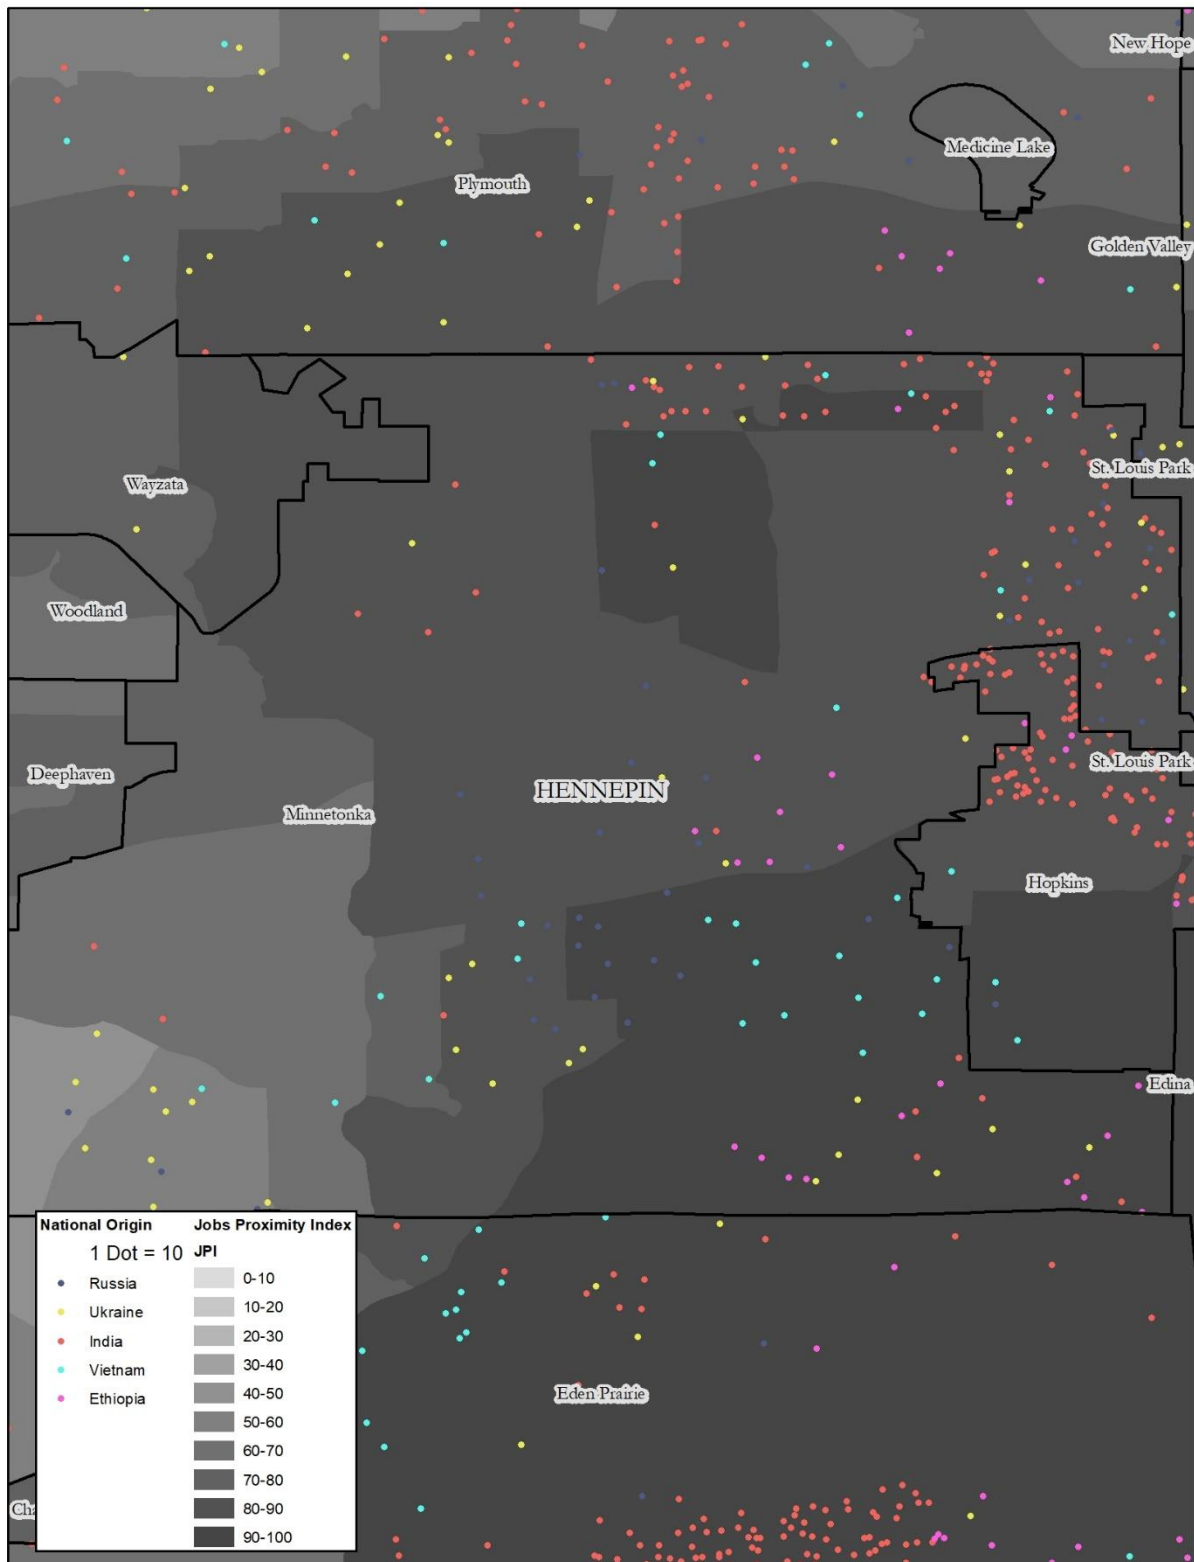 New Hope
Medicine Lake
Plymouth
Golden Valley
St. Louis Park
Wayzata
Woodland
Deephaven
HENNEPIN
St. Louis Park
Minnetonka
Hopkins
Edina
National Origin
1 Dot = 10
Russia
Ukraine
India
Vietnam
Ethiopia
Jobs Proximity Index
JPI
0-10
10-20
20-30
30-40
40-50
50-60
60-70
70-80
80-90
90-100
Eden Prairie
Cha